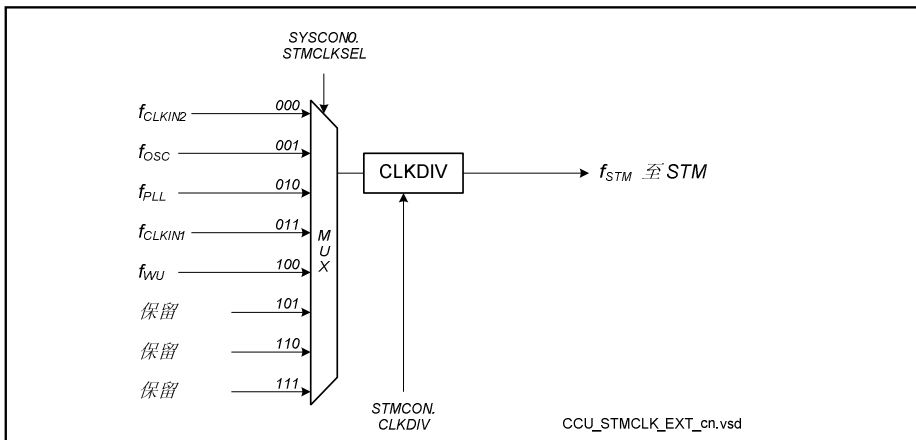 SYSCON0.
STMCLKSEL
fCLKIN2 000
fOSC 001
fPLL 010
fCLKIN1 011
fWU 100
保留 101
保留 110
保留 111
M
U
X
CLKDIV
fSTM 至 STM
STMCON.
CLKDIV
CCU_STMCLK_EXT_cn.vsd